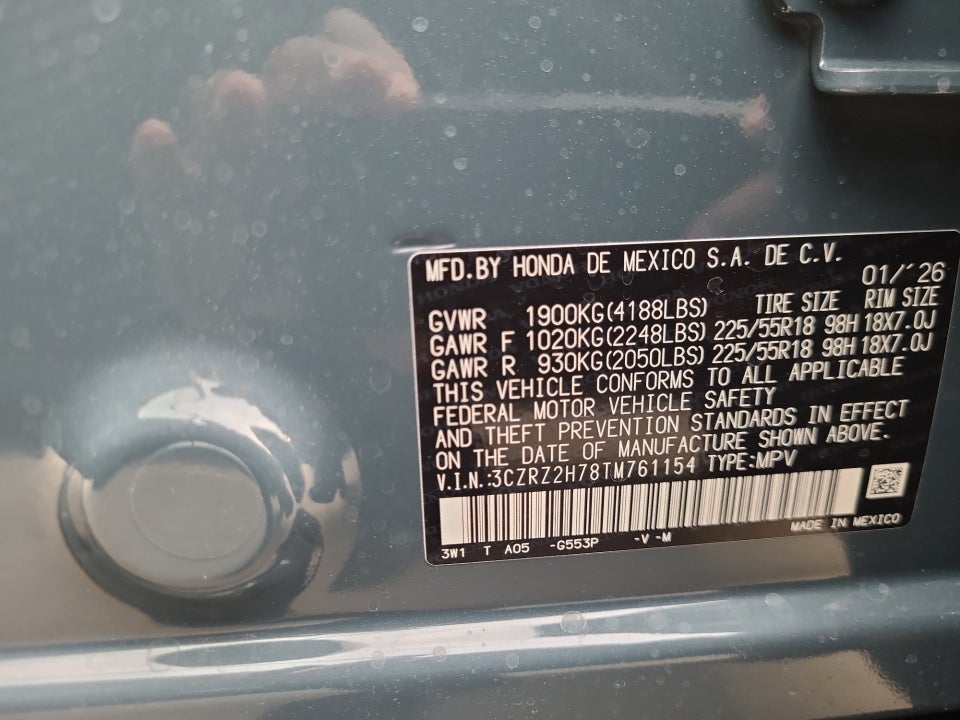 MFD.BY HONDA DE MEXICO S.A. DE C.V.
01/'26
TIRE SIZE RIM SIZE
GVWR 1900KG(4188LBS)
GAWR F 1020KG(2248LBS) 225/55R18 98H 18X7.0J
GAWR R 930KG(2050LBS) 225/55R18 98H 18X7.0J
THIS VEHICLE CONFORMS TO ALL APPLICABLE
FEDERAL MOTOR VEHICLE SAFETY
AND THEFT PREVENTION STANDARDS IN EFFECT
ON THE DATE OF MANUFACTURE SHOWN ABOVE.
V.I.N.:3CZRZ2H78TM761154 TYPE:MPV
MADE IN MEXICO
3W1 T A05 -G553P -V -M